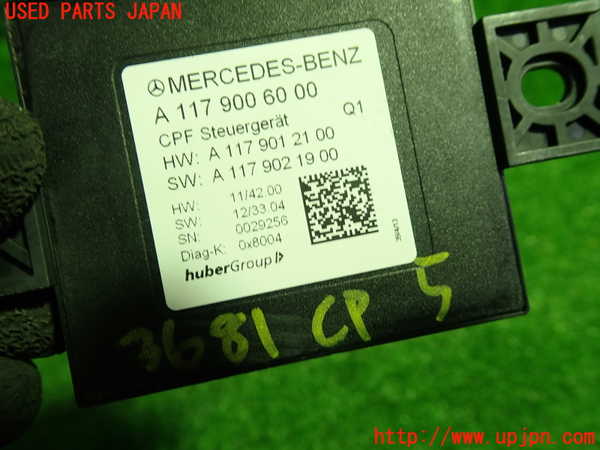 USED PARTS JAPAN
MERCEDES-BENZ
A 117 900 60 00
CPF Steuergerät Q1
HW: A 117 901 21 00
SW: A 117 902 19 00
HW: 11/42.00
SW: 12/33.04
SN: 0029256
Diag-K: 0x8004
huberGroup
3681 CP 5
http://www.upjpn.com/